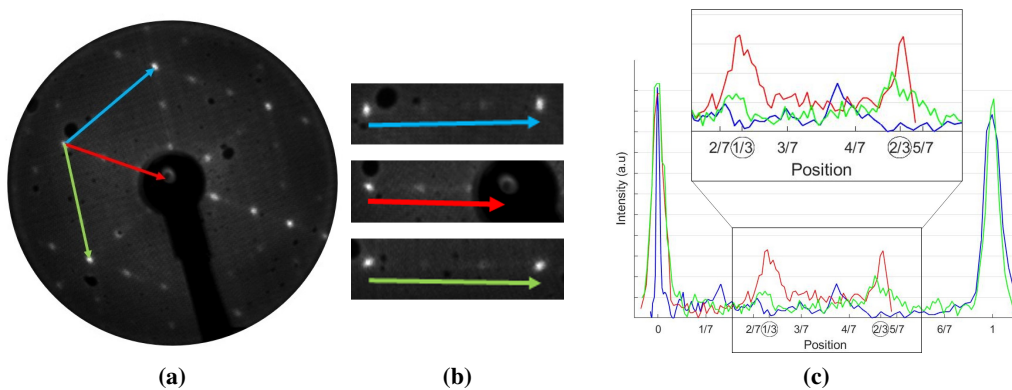 2/7 1/3 3/7 4/7 2/3 5/7
Position
Intensity (a.u)
0 1/7 2/7 1/3 3/7 4/7 2/3 5/7 6/7 1
Position
(a) (b) (c)